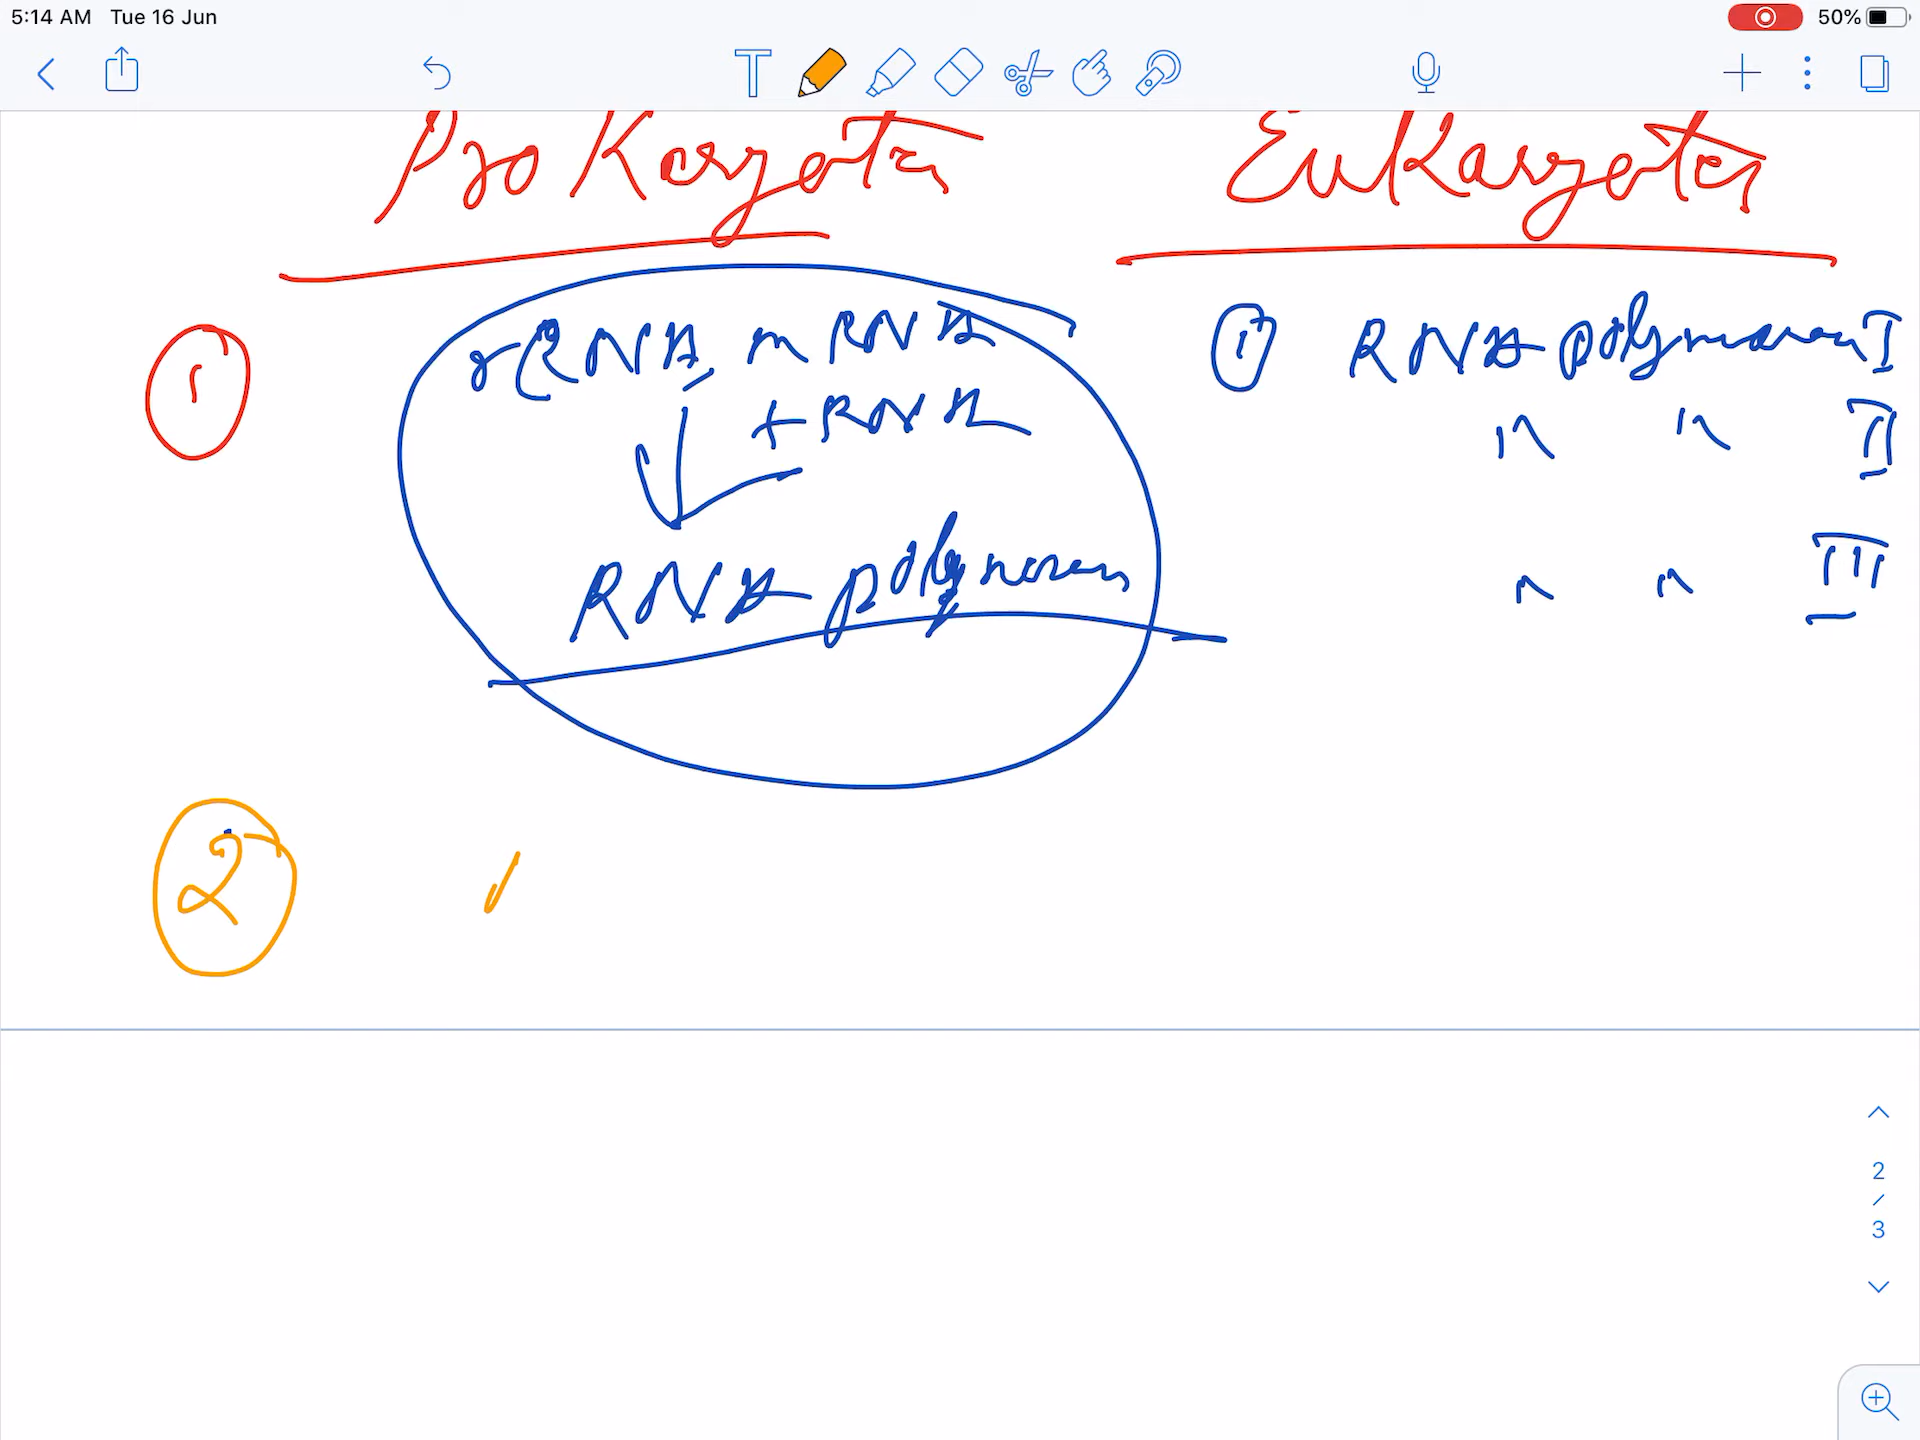 5:14 AM Tue 16 Jun 50%
Prokaryotes Eukaryotes
1 rRNA mRNA
tRNA
RNA polymerase
1 RNA polymerase I
" " II
" " III
2
2
/
3